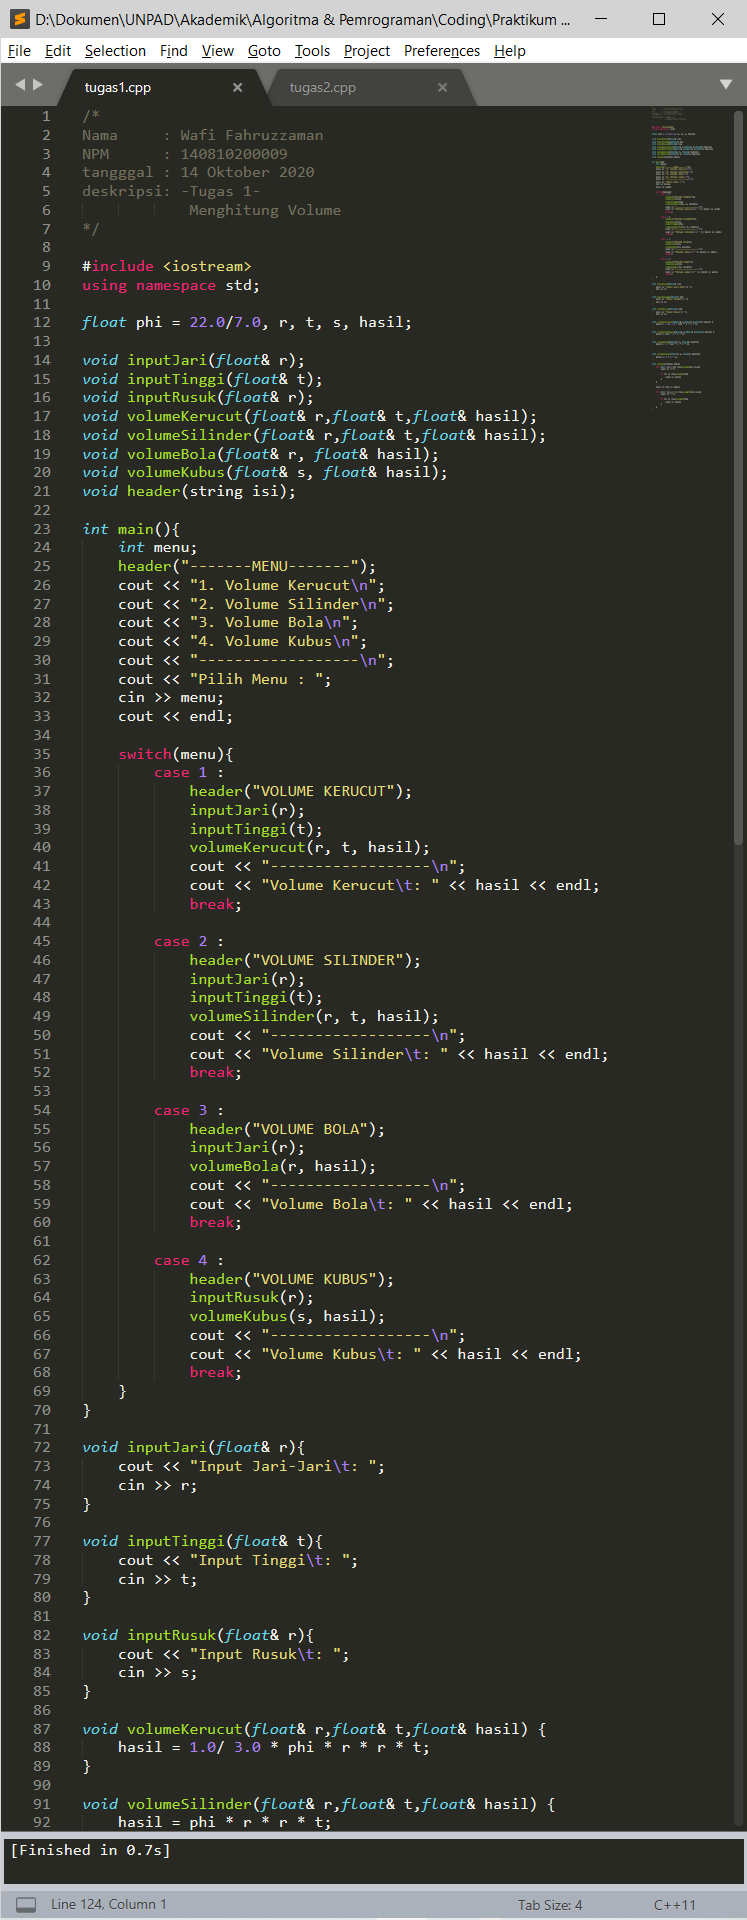 D:\Dokumen\UNPAD\Akademik\Algoritma & Pemrograman\Coding\Praktikum ...
File Edit Selection Find View Goto Tools Project Preferences Help
tugas1.cpp × tugas2.cpp ×
1 /*
2 Nama : Wafi Fahruzzaman
3 NPM : 140810200009
4 tangggal : 14 Oktober 2020
5 deskripsi: -Tugas 1-
6 Menghitung Volume
7 */
8
9 #include <iostream>
10 using namespace std;
11
12 float phi = 22.0/7.0, r, t, s, hasil;
13
14 void inputJari(float& r);
15 void inputTinggi(float& t);
16 void inputRusuk(float& r);
17 void volumeKerucut(float& r,float& t,float& hasil);
18 void volumeSilinder(float& r,float& t,float& hasil);
19 void volumeBola(float& r, float& hasil);
20 void volumeKubus(float& s, float& hasil);
21 void header(string isi);
22
23 int main(){
24 int menu;
25 header("-------MENU-------");
26 cout << "1. Volume Kerucut\n";
27 cout << "2. Volume Silinder\n";
28 cout << "3. Volume Bola\n";
29 cout << "4. Volume Kubus\n";
30 cout << "------------------\n";
31 cout << "Pilih Menu : ";
32 cin >> menu;
33 cout << endl;
34
35 switch(menu){
36 case 1 :
37 header("VOLUME KERUCUT");
38 inputJari(r);
39 inputTinggi(t);
40 volumeKerucut(r, t, hasil);
41 cout << "------------------\n";
42 cout << "Volume Kerucut\t: " << hasil << endl;
43 break;
44
45 case 2 :
46 header("VOLUME SILINDER");
47 inputJari(r);
48 inputTinggi(t);
49 volumeSilinder(r, t, hasil);
50 cout << "------------------\n";
51 cout << "Volume Silinder\t: " << hasil << endl;
52 break;
53
54 case 3 :
55 header("VOLUME BOLA");
56 inputJari(r);
57 volumeBola(r, hasil);
58 cout << "------------------\n";
59 cout << "Volume Bola\t: " << hasil << endl;
60 break;
61
62 case 4 :
63 header("VOLUME KUBUS");
64 inputRusuk(r);
65 volumeKubus(s, hasil);
66 cout << "------------------\n";
67 cout << "Volume Kubus\t: " << hasil << endl;
68 break;
69 }
70 }
71
72 void inputJari(float& r){
73 cout << "Input Jari-Jari\t: ";
74 cin >> r;
75 }
76
77 void inputTinggi(float& t){
78 cout << "Input Tinggi\t: ";
79 cin >> t;
80 }
81
82 void inputRusuk(float& r){
83 cout << "Input Rusuk\t: ";
84 cin >> s;
85 }
86
87 void volumeKerucut(float& r,float& t,float& hasil) {
88 hasil = 1.0/ 3.0 * phi * r * r * t;
89 }
90
91 void volumeSilinder(float& r,float& t,float& hasil) {
92 hasil = phi * r * r * t;
[Finished in 0.7s]
Line 124, Column 1 Tab Size: 4 C++11